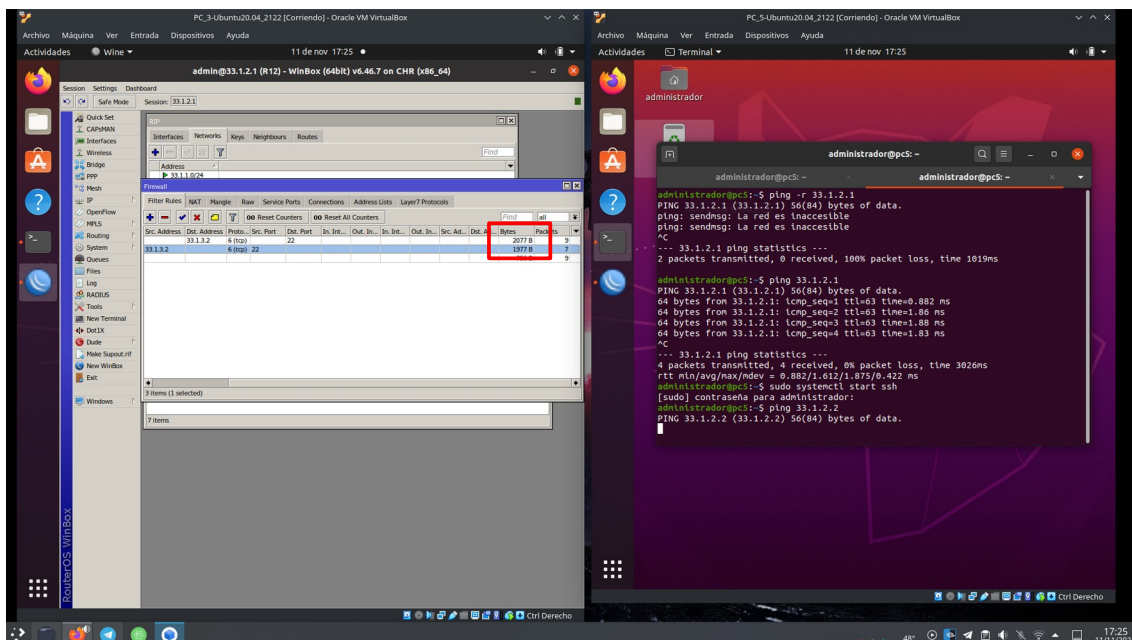 PC_3-Ubuntu20.04_2122 [Corriendo] - Oracle VM VirtualBox
Archivo Máquina Ver Entrada Dispositivos Ayuda
Actividades Wine 11 de nov 17:25
admin@33.1.2.1 (R12) - WinBox (64bit) v6.46.7 on CHR (x86_64)
Session Settings Dashboard
Safe Mode Session: 33.1.2.1
Quick Set
CAPsMAN
Interfaces
Wireless
Bridge
PPP
Mesh
IP
OpenFlow
MPLS
Routing
System
Queues
Files
Log
RADIUS
Tools
New Terminal
Dot1X
Dude
Make Supout.rif
New WinBox
Exit
Windows
RouterOS WinBox
RIP
Interfaces Networks Keys Neighbours Routes
Find
Address
33.1.1.0/24
Firewall
Filter Rules NAT Mangle Raw Service Ports Connections Address Lists Layer7 Protocols
00 Reset Counters 00 Reset All Counters Find all
Src. Address Dst. Address Proto... Src. Port Dst. Port In. Int... Out. In... In. Int... Out. In... Src. Ad... Dst. A... Bytes Packets
33.1.3.2 6 (tcp) 22 2077 B 9
33.1.3.2 6 (tcp) 22 1977 B 7
9
3 items (1 selected)
7 items
Ctrl Derecho
PC_5-Ubuntu20.04_2122 [Corriendo] - Oracle VM VirtualBox
Archivo Máquina Ver Entrada Dispositivos Ayuda
Actividades Terminal 11 de nov 17:25
administrador
administrador@pc5: ~
administrador@pc5: ~ administrador@pc5: ~
administrador@pc5:~$ ping -r 33.1.2.1
PING 33.1.2.1 (33.1.2.1) 56(84) bytes of data.
ping: sendmsg: La red es inaccesible
ping: sendmsg: La red es inaccesible
^C
--- 33.1.2.1 ping statistics ---
2 packets transmitted, 0 received, 100% packet loss, time 1019ms
administrador@pc5:~$ ping 33.1.2.1
PING 33.1.2.1 (33.1.2.1) 56(84) bytes of data.
64 bytes from 33.1.2.1: icmp_seq=1 ttl=63 time=0.882 ms
64 bytes from 33.1.2.1: icmp_seq=2 ttl=63 time=1.86 ms
64 bytes from 33.1.2.1: icmp_seq=3 ttl=63 time=1.88 ms
64 bytes from 33.1.2.1: icmp_seq=4 ttl=63 time=1.83 ms
^C
--- 33.1.2.1 ping statistics ---
4 packets transmitted, 4 received, 0% packet loss, time 3026ms
rtt min/avg/max/mdev = 0.882/1.612/1.875/0.422 ms
administrador@pc5:~$ sudo systemctl start ssh
[sudo] contraseña para administrador:
administrador@pc5:~$ ping 33.1.2.2
PING 33.1.2.2 (33.1.2.2) 56(84) bytes of data.
Ctrl Derecho
48°
17:25